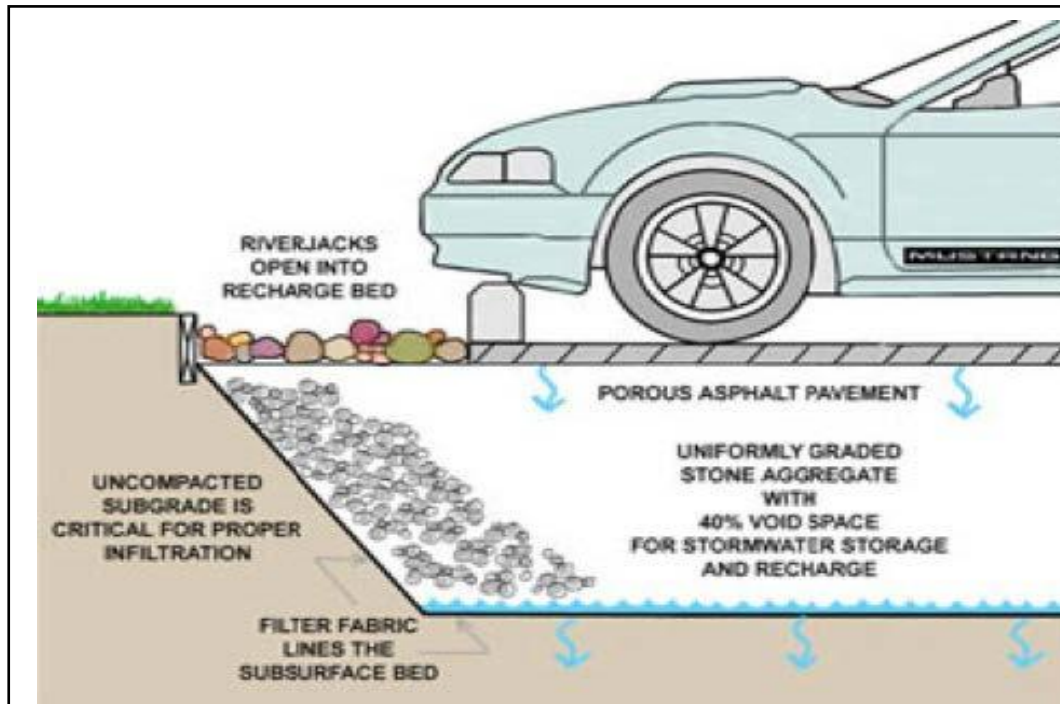 RIVERJACKS
OPEN INTO
RECHARGE BED
MUSTANG
POROUS ASPHALT PAVEMENT
UNIFORMLY GRADED
STONE AGGREGATE
WITH
40% VOID SPACE
FOR STORMWATER STORAGE
AND RECHARGE
UNCOMPACTED
SUBGRADE IS
CRITICAL FOR PROPER
INFILTRATION
FILTER FABRIC
LINES THE
SUBSURFACE BED